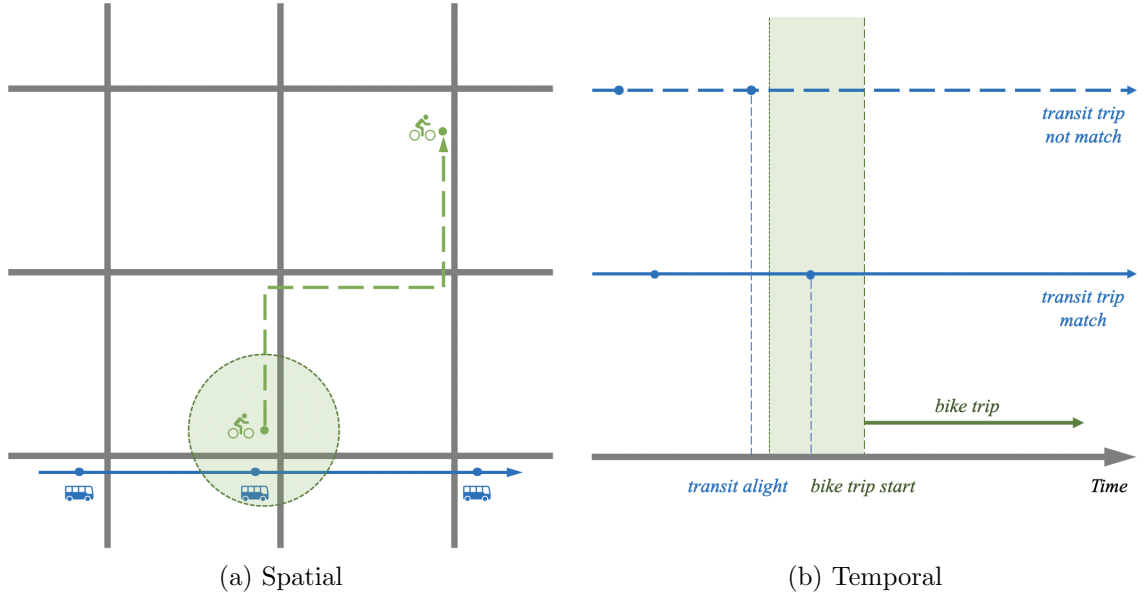 transit trip
not match
transit trip
match
bike trip
transit alight
bike trip start
Time
(a) Spatial
(b) Temporal